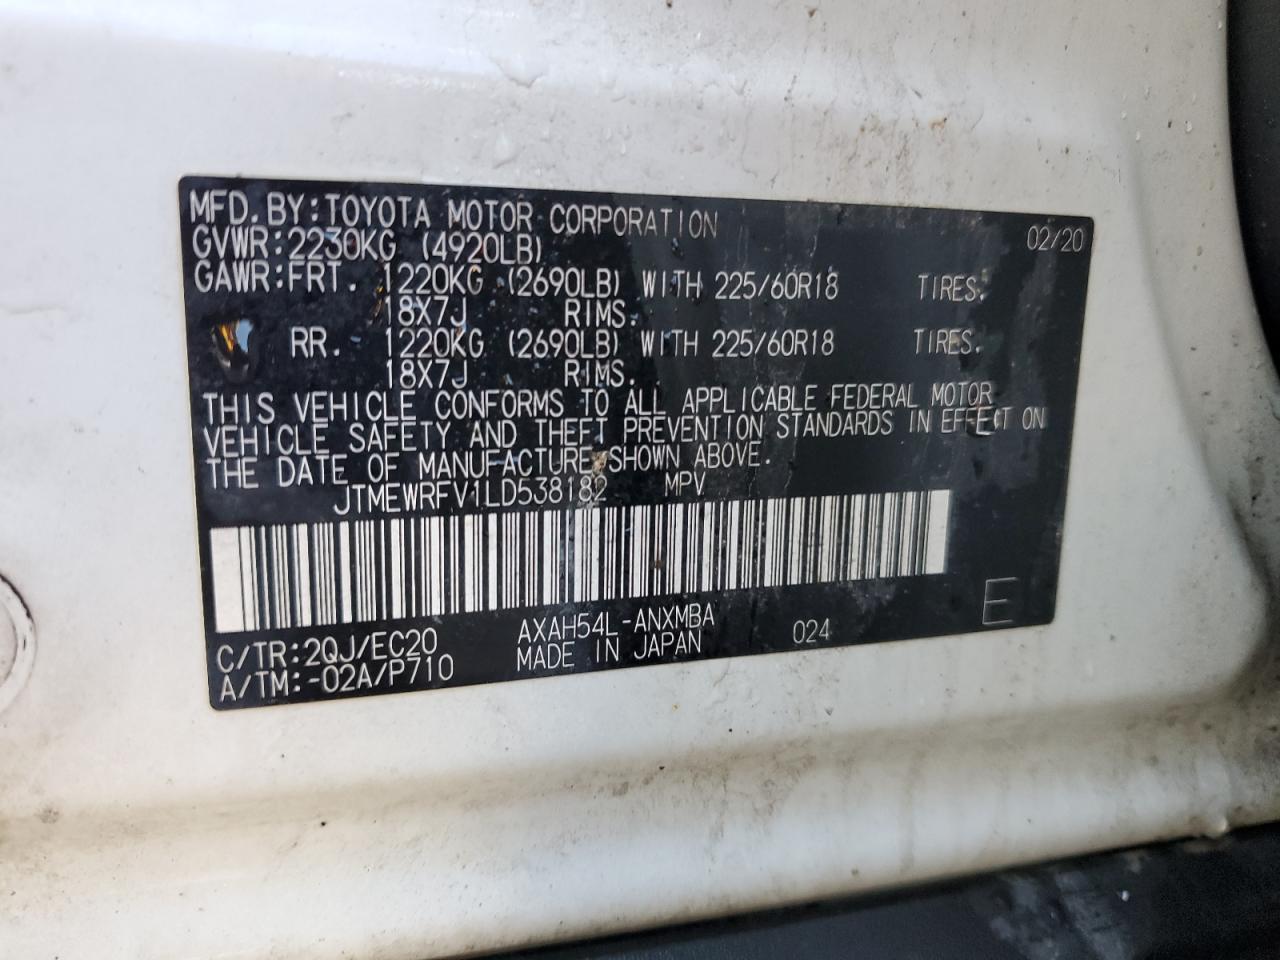 MFD. BY: TOYOTA MOTOR CORPORATION 02/20
GVWR: 2230KG (4920LB)
GAWR: FRT. 1220KG (2690LB) WITH 225/60R18 TIRES.
18X7J RIMS.
RR. 1220KG (2690LB) WITH 225/60R18 TIRES.
18X7J RIMS.
THIS VEHICLE CONFORMS TO ALL APPLICABLE FEDERAL MOTOR
VEHICLE SAFETY AND THEFT PREVENTION STANDARDS IN EFFECT ON
THE DATE OF MANUFACTURE SHOWN ABOVE.
JTMEWRFV1LD538182 MPV
C/TR: 2QJ/EC20 AXAH54L-ANXMBA 024 E
A/TM: -02A/P710 MADE IN JAPAN